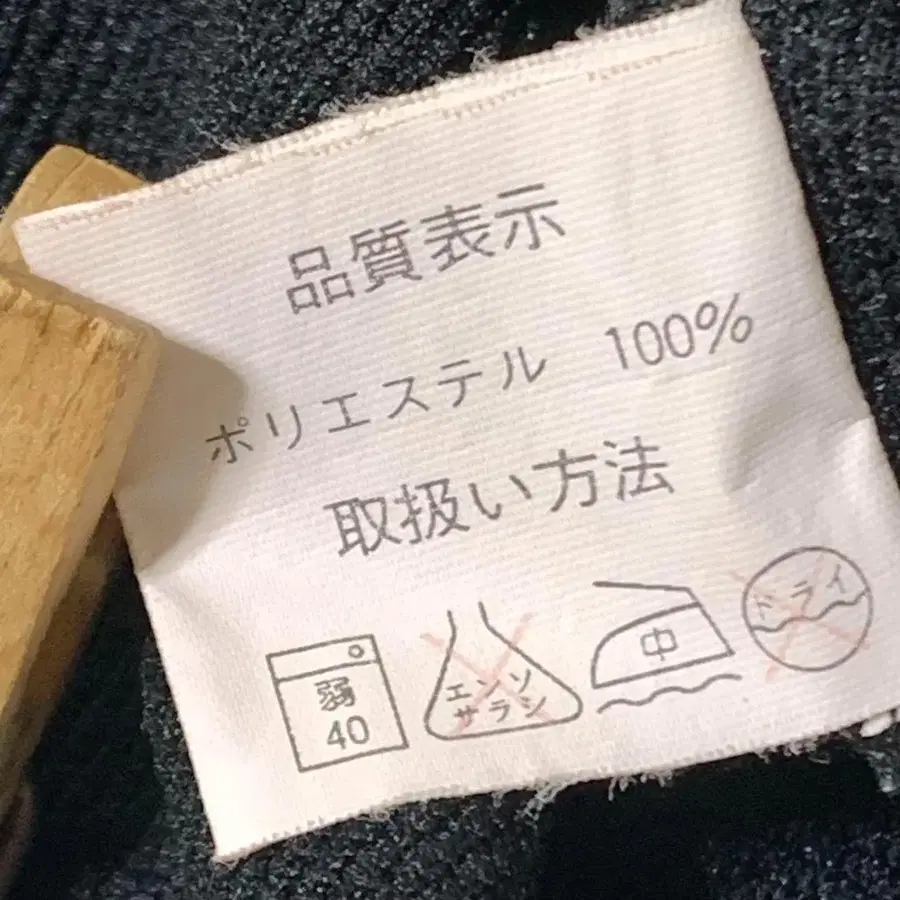 品質表示
ポリエステル 100%
取扱い方法
弱
40
エンソ
サラシ
中
ドライ